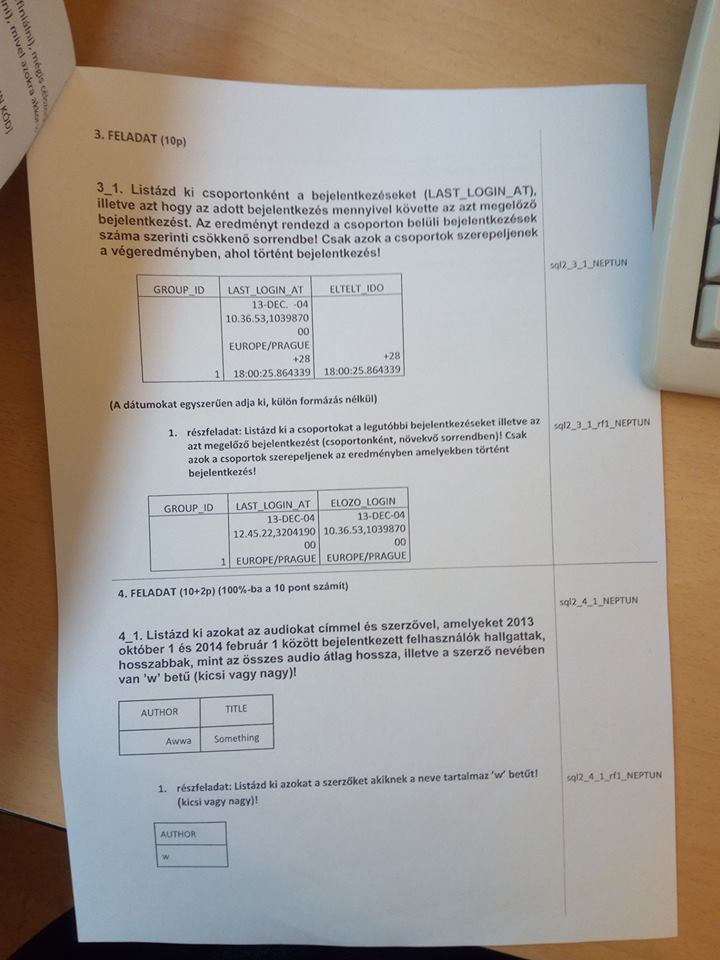 finiálni), mégis
mivel azokra
KÓD)
3. FELADAT (10p)
3_1. Listázd ki csoportonként a bejelentkezéseket (LAST_LOGIN_AT),
illetve azt hogy az adott bejelentkezés mennyivel követte az azt megelőző
bejelentkezést. Az eredményt rendezd a csoporton belüli bejelentkezések
száma szerinti csökkenő sorrendbe! Csak azok a csoportok szerepeljenek
a végeredményben, ahol történt bejelentkezés!
sql2_3_1_NEPTUN
GROUP_ID LAST_LOGIN_AT ELTELT_IDO
13-DEC. -04
10.36.53,1039870
00
EUROPE/PRAGUE
+28 +28
1 18:00:25.864339 18:00:25.864339
(A dátumokat egyszerűen adja ki, külön formázás nélkül)
1. részfeladat: Listázd ki a csoportokat a legutóbbi bejelentkezéseket illetve az
azt megelőző bejelentkezést (csoportonként, növekvő sorrendben)! Csak
azok a csoportok szerepeljenek az eredményben amelyekben történt
bejelentkezés!
sql2_3_1_rf1_NEPTUN
GROUP_ID LAST_LOGIN_AT ELOZO_LOGIN
13-DEC-04 13-DEC-04
12.45.22,3204190 10.36.53,1039870
00 00
1 EUROPE/PRAGUE EUROPE/PRAGUE
4. FELADAT (10+2p) (100%-ba a 10 pont számít)
sql2_4_1_NEPTUN
4_1. Listázd ki azokat az audiokat címmel és szerzővel, amelyeket 2013
október 1 és 2014 február 1 között bejelentkezett felhasználók hallgattak,
hosszabbak, mint az összes audio átlag hossza, illetve a szerző nevében
van 'w' betű (kicsi vagy nagy)!
AUTHOR TITLE
Awwa Something
1. részfeladat: Listázd ki azokat a szerzőket akiknek a neve tartalmaz 'w' betűt!
(kicsi vagy nagy)!
sql2_4_1_rf1_NEPTUN
AUTHOR
w